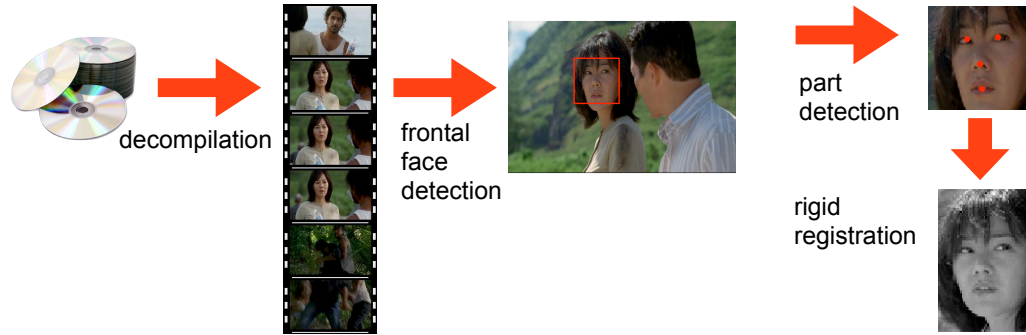 decompilation
frontal
face
detection
part
detection
rigid
registration